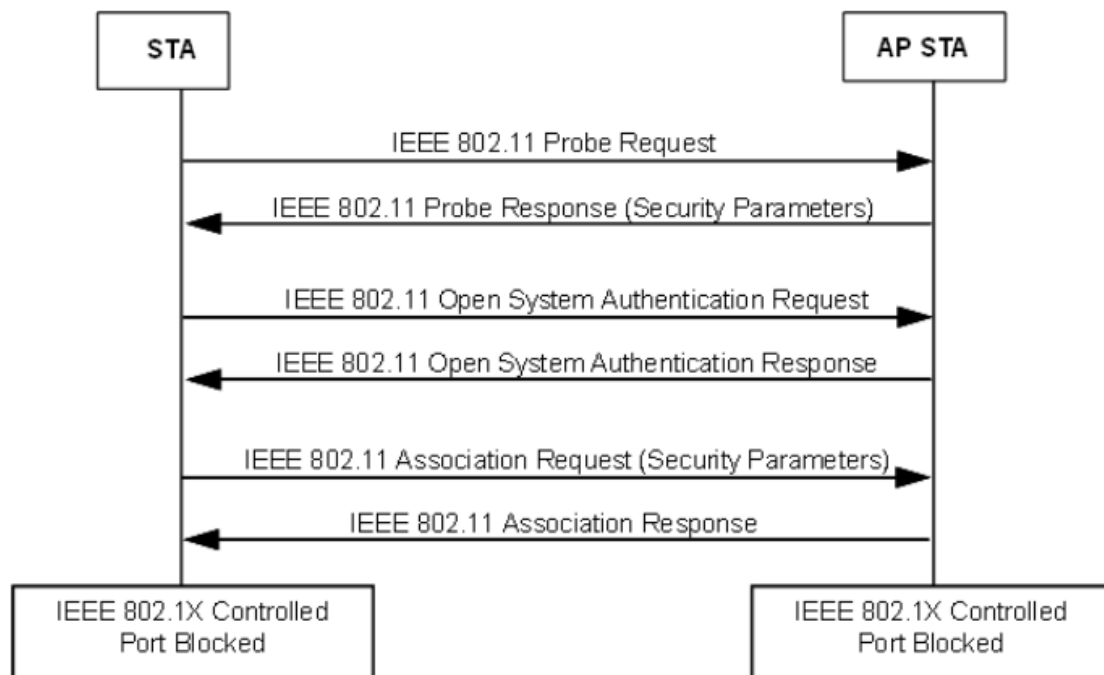 STA
AP STA
IEEE 802.11 Probe Request
IEEE 802.11 Probe Response (Security Parameters)
IEEE 802.11 Open System Authentication Request
IEEE 802.11 Open System Authentication Response
IEEE 802.11 Association Request (Security Parameters)
IEEE 802.11 Association Response
IEEE 802.1X Controlled
Port Blocked
IEEE 802.1X Controlled
Port Blocked